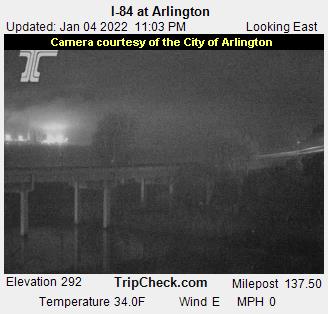 I-84 at Arlington
Updated: Jan 04 2022 11:03 PM Looking East
Camera courtesy of the City of Arlington
Elevation 292 TripCheck.com Milepost 137.50
Temperature 34.0F Wind E MPH 0